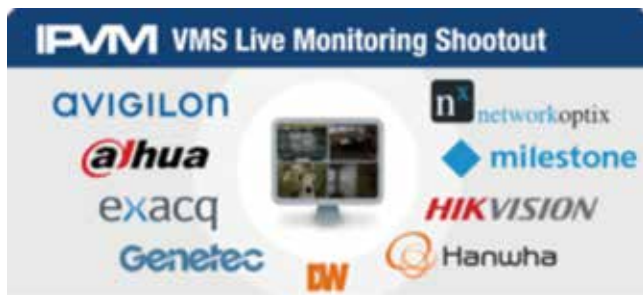 IPVM VMS Live Monitoring Shootout
avigilon
nx networkoptix
alhua
milestone
exacq
HIKVISION
Genetec
Hanwha
DW